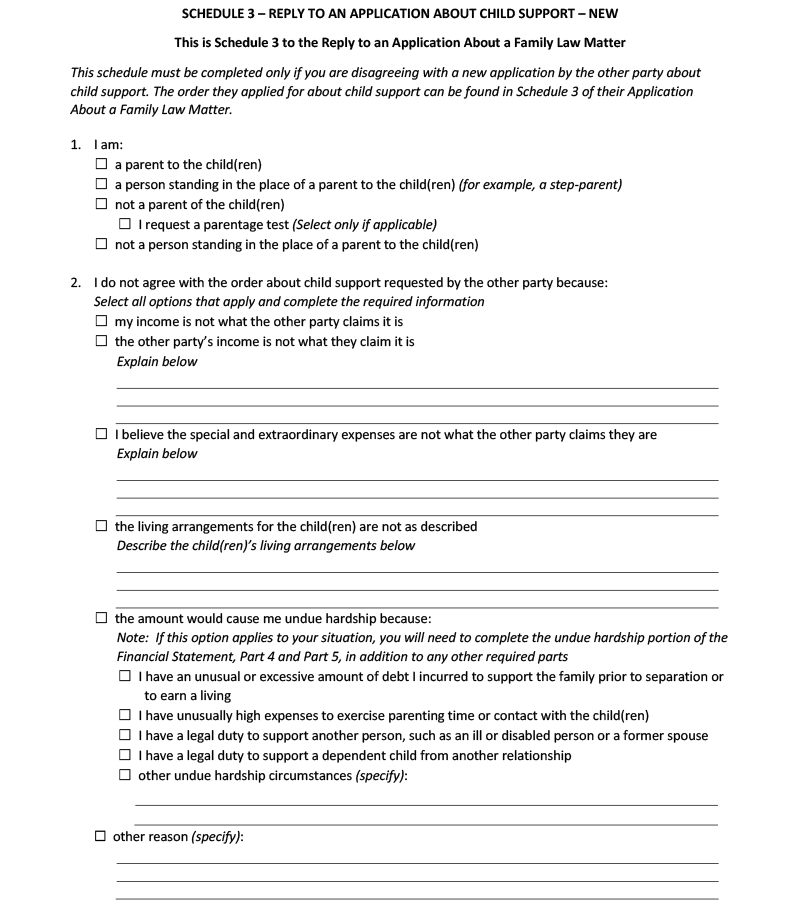 SCHEDULE 3 – REPLY TO AN APPLICATION ABOUT CHILD SUPPORT – NEW
This is Schedule 3 to the Reply to an Application About a Family Law Matter
This schedule must be completed only if you are disagreeing with a new application by the other party about
child support. The order they applied for about child support can be found in Schedule 3 of their Application
About a Family Law Matter.
1. I am:
☐ a parent to the child(ren)
☐ a person standing in the place of a parent to the child(ren) (for example, a step-parent)
☐ not a parent of the child(ren)
☐ I request a parentage test (Select only if applicable)
☐ not a person standing in the place of a parent to the child(ren)
2. I do not agree with the order about child support requested by the other party because:
Select all options that apply and complete the required information
☐ my income is not what the other party claims it is
☐ the other party's income is not what they claim it is
Explain below
☐ I believe the special and extraordinary expenses are not what the other party claims they are
Explain below
☐ the living arrangements for the child(ren) are not as described
Describe the child(ren)'s living arrangements below
☐ the amount would cause me undue hardship because:
Note: If this option applies to your situation, you will need to complete the undue hardship portion of the
Financial Statement, Part 4 and Part 5, in addition to any other required parts
☐ I have an unusual or excessive amount of debt I incurred to support the family prior to separation or
to earn a living
☐ I have unusually high expenses to exercise parenting time or contact with the child(ren)
☐ I have a legal duty to support another person, such as an ill or disabled person or a former spouse
☐ I have a legal duty to support a dependent child from another relationship
☐ other undue hardship circumstances (specify):
☐ other reason (specify):